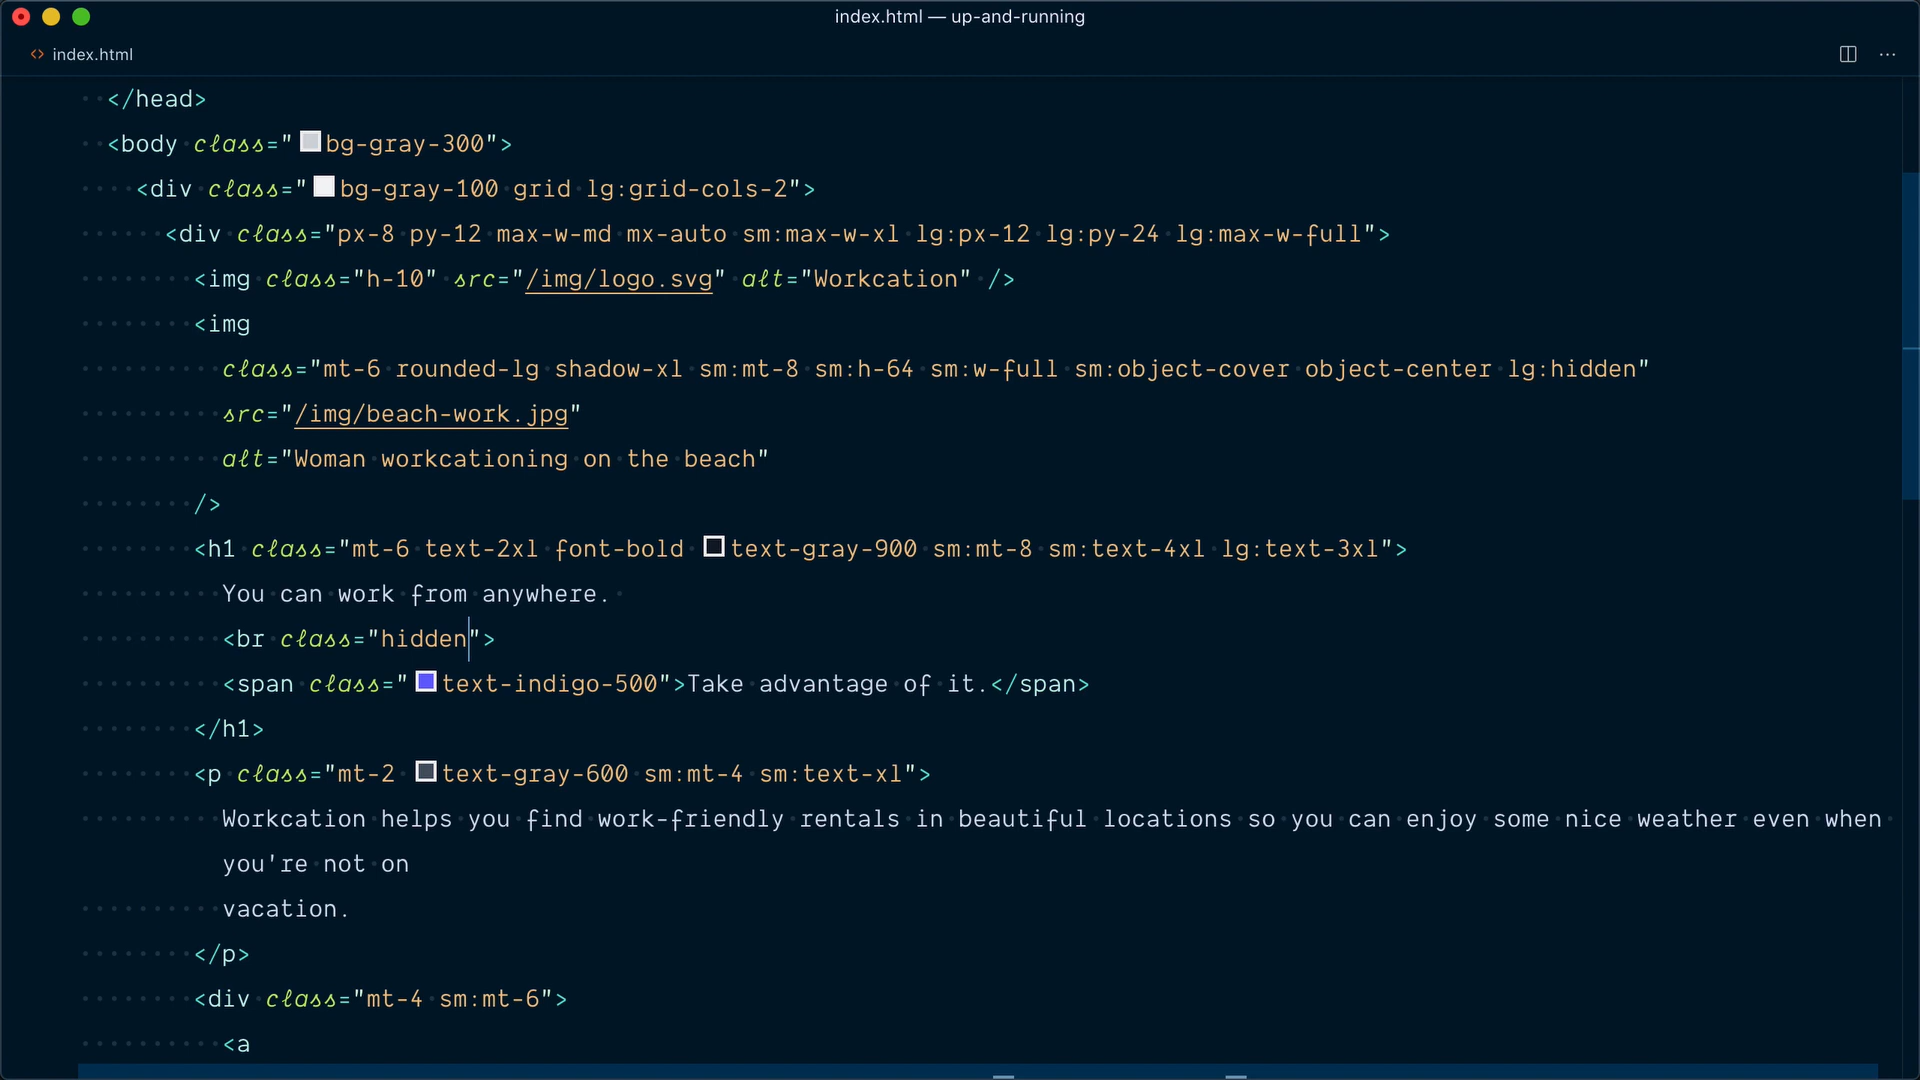 index.html — up-and-running
<> index.html
</head>
<body class="bg-gray-300">
<div class="bg-gray-100 grid lg:grid-cols-2">
<div class="px-8 py-12 max-w-md mx-auto sm:max-w-xl lg:px-12 lg:py-24 lg:max-w-full">
<img class="h-10" src="/img/logo.svg" alt="Workcation" />
<img
class="mt-6 rounded-lg shadow-xl sm:mt-8 sm:h-64 sm:w-full sm:object-cover object-center lg:hidden"
src="/img/beach-work.jpg"
alt="Woman workcationing on the beach"
/>
<h1 class="mt-6 text-2xl font-bold text-gray-900 sm:mt-8 sm:text-4xl lg:text-3xl">
You can work from anywhere.
<br class="hidden">
<span class="text-indigo-500">Take advantage of it.</span>
</h1>
<p class="mt-2 text-gray-600 sm:mt-4 sm:text-xl">
Workcation helps you find work-friendly rentals in beautiful locations so you can enjoy some nice weather even when
you're not on
vacation.
</p>
<div class="mt-4 sm:mt-6">
<a